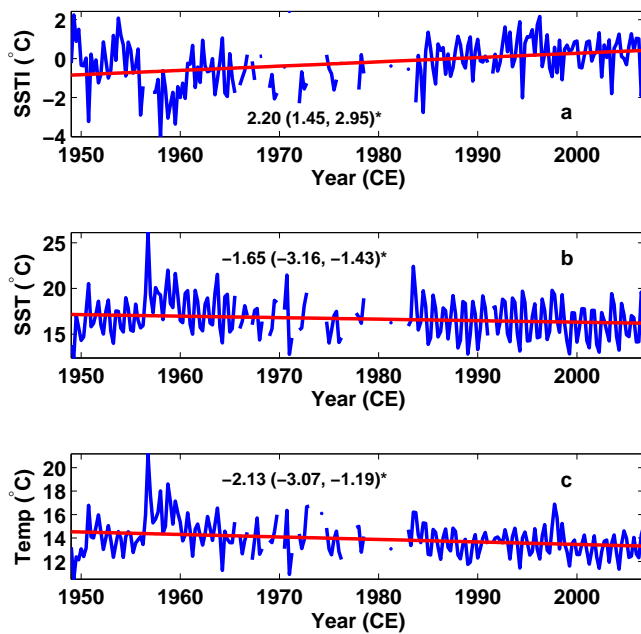 2
0
−2
−4
SSTI (°C)
2.20 (1.45, 2.95)*
a
1950 1960 1970 1980 1990 2000
Year (CE)
25
20
15
SST (°C)
−1.65 (−3.16, −1.43)*
b
1950 1960 1970 1980 1990 2000
Year (CE)
20
18
16
14
12
Temp (°C)
−2.13 (−3.07, −1.19)*
c
1950 1960 1970 1980 1990 2000
Year (CE)